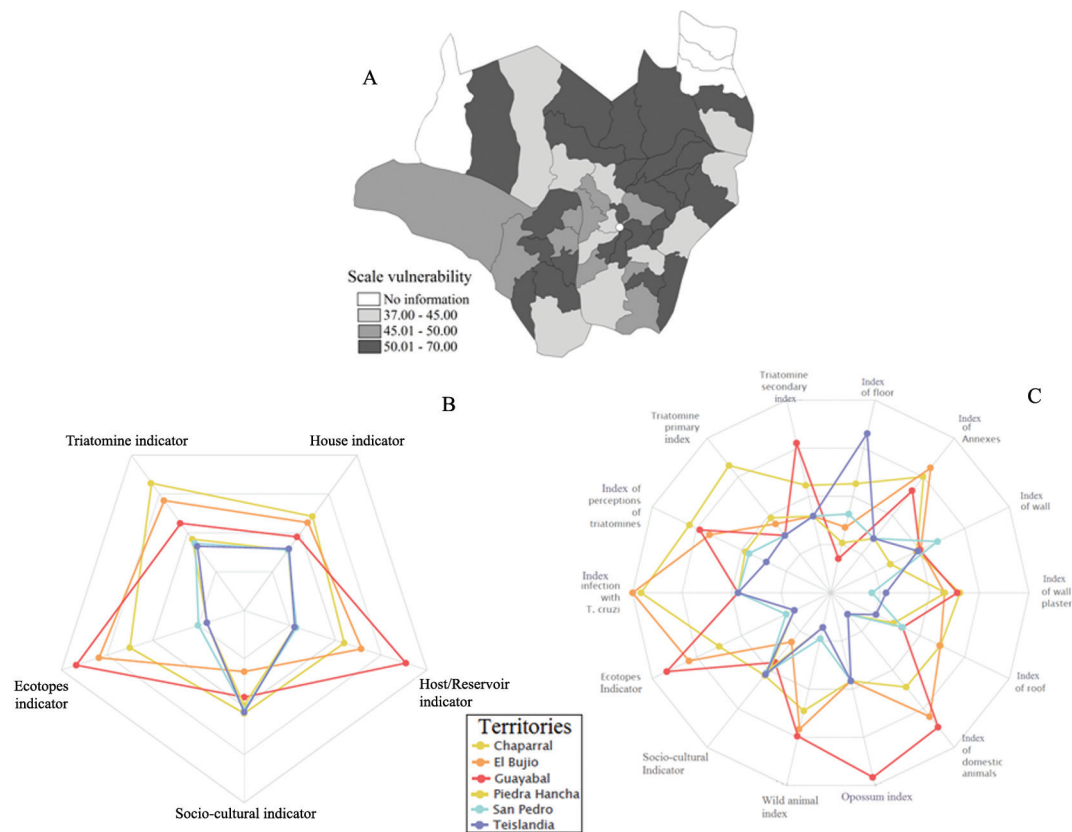 A
Scale vulnerability
No information
37.00 - 45.00
45.01 - 50.00
50.01 - 70.00
B
Triatomine indicator
House indicator
Ecotopes
indicator
Host/Reservoir
indicator
Socio-cultural indicator
Territories
Chaparral
El Bujio
Guayabal
Piedra Hancha
San Pedro
Teislandia
C
Triatomine
secondary
index
Index
of floor
Index
of
Annexes
Index
of wall
Index
of wall
plaster
Index
of roof
Index
of
domestic
animals
Opossum index
Wild animal
index
Socio-cultural
Indicator
Ecotopes
Indicator
Index
infection
with
T. cruzi
Index of
perceptions
of
triatomines
Triatomine
primary
index